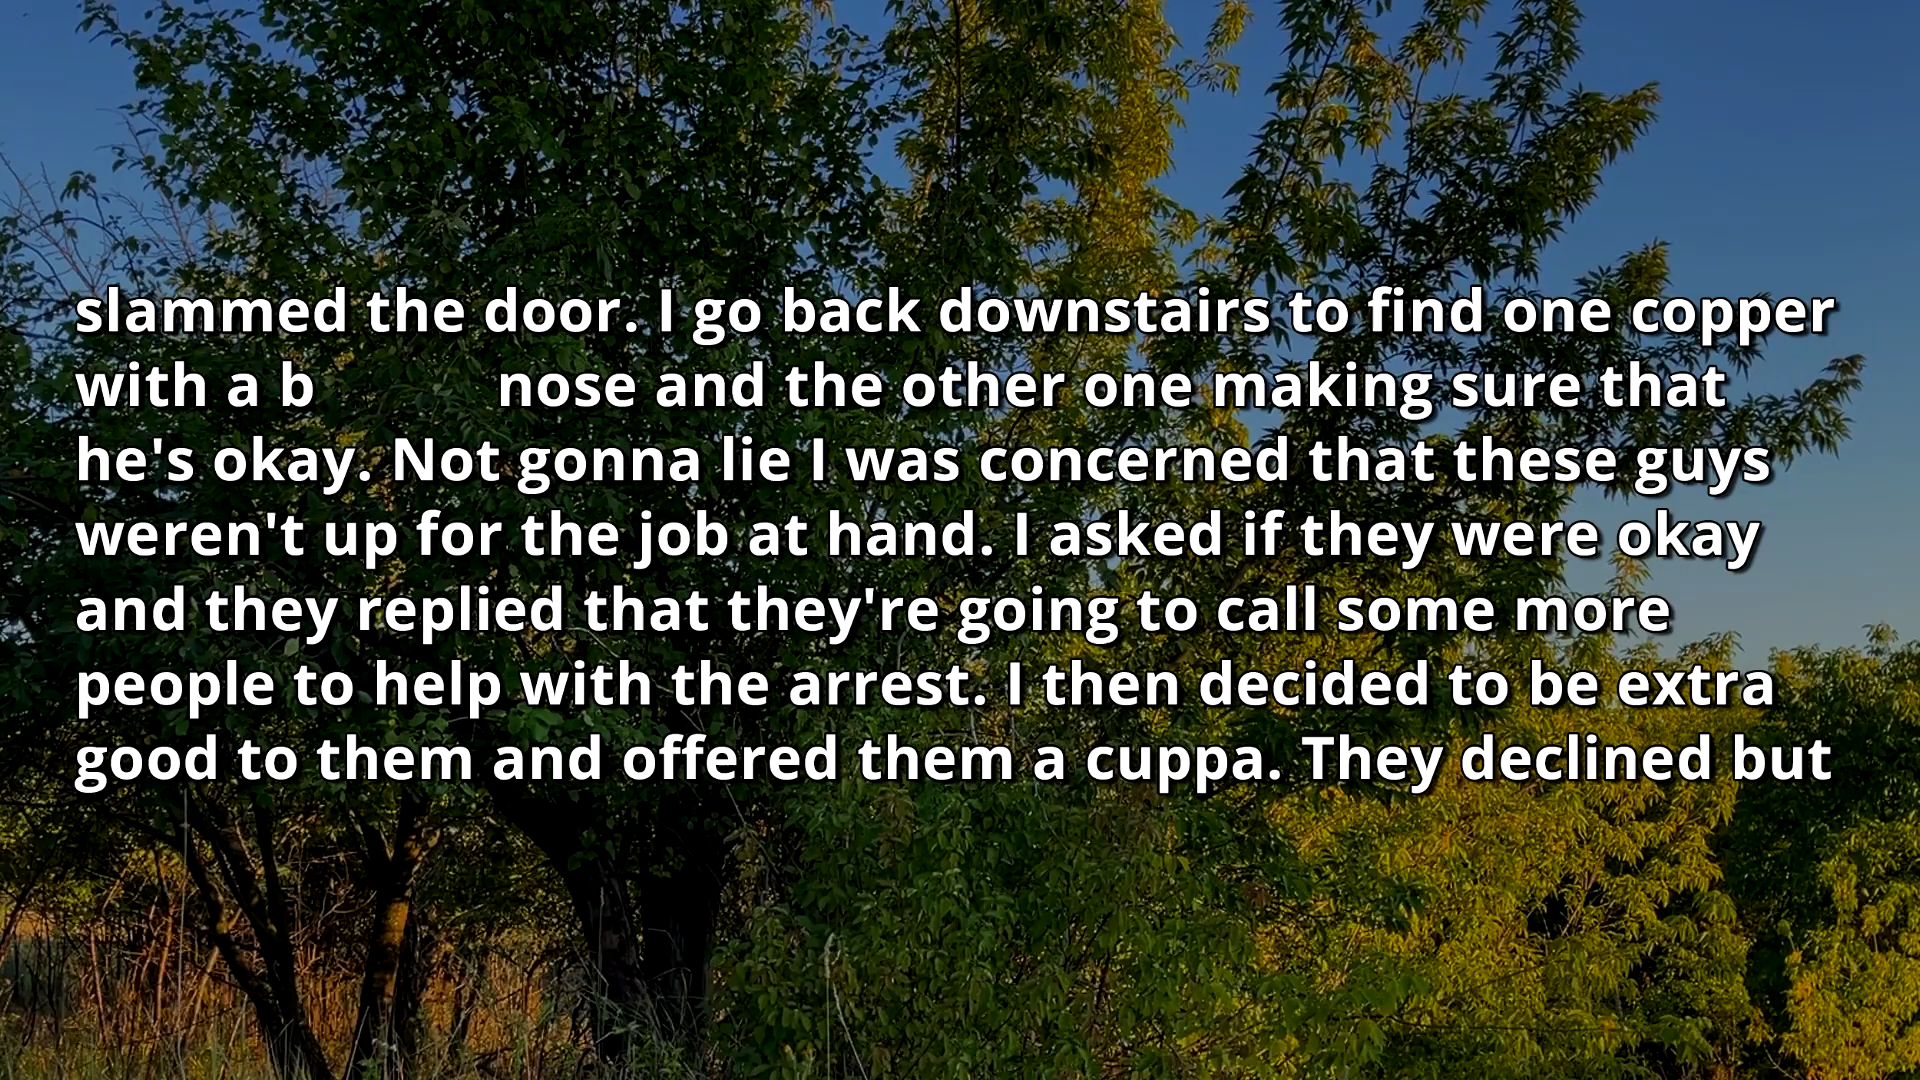 slammed the door. I go back downstairs to find one copper
with a b nose and the other one making sure that
he's okay. Not gonna lie I was concerned that these guys
weren't up for the job at hand. I asked if they were okay
and they replied that they're going to call some more
people to help with the arrest. I then decided to be extra
good to them and offered them a cuppa. They declined but